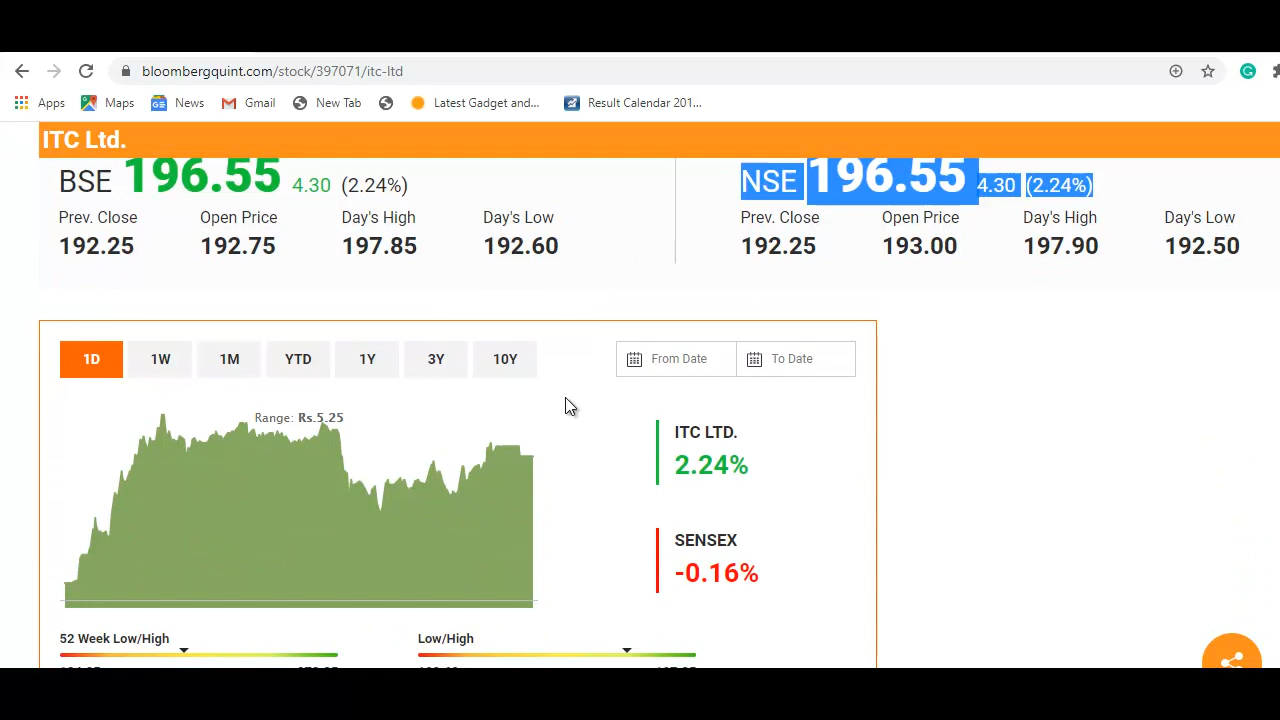 bloombergquint.com/stock/397071/itc-ltd
Apps Maps News Gmail New Tab Latest Gadget and... Result Calendar 201...
ITC Ltd.
BSE 196.55 4.30 (2.24%)
Prev. Close Open Price Day's High Day's Low
192.25 192.75 197.85 192.60
NSE 196.55 4.30 (2.24%)
Prev. Close Open Price Day's High Day's Low
192.25 193.00 197.90 192.50
1D 1W 1M YTD 1Y 3Y 10Y
From Date To Date
Range: Rs.5.25
ITC LTD.
2.24%
SENSEX
-0.16%
52 Week Low/High
Low/High